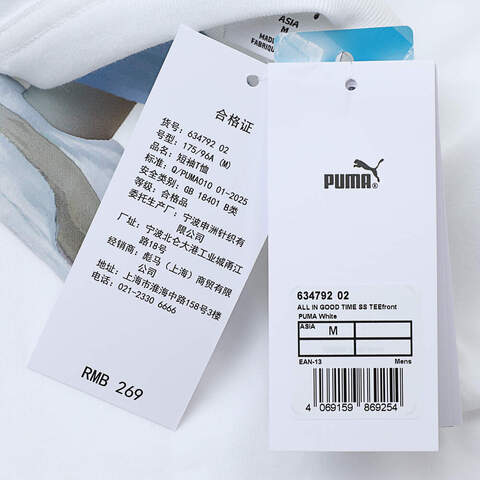 ASIA
M
合格证
货号: 634792 02
号型: 175/96A (M)
品名: 短袖T恤
标准: Q/PUMA010 01-2025
安全类别: GB 18401 B类
等级: 合格品
委托生产厂: 宁波申洲针织有
限公司
厂址: 宁波北仑大港工业城甬江
路18号
经销商: 彪马（上海）商贸有限
公司
地址: 上海市淮海中路158号3楼
电话: 021-2330 6666
RMB 269
PUMA®
634792 02
ALL IN GOOD TIME SS TEEfront
PUMA White
ASIA
M
EAN-13 Mens
4 069159 869254